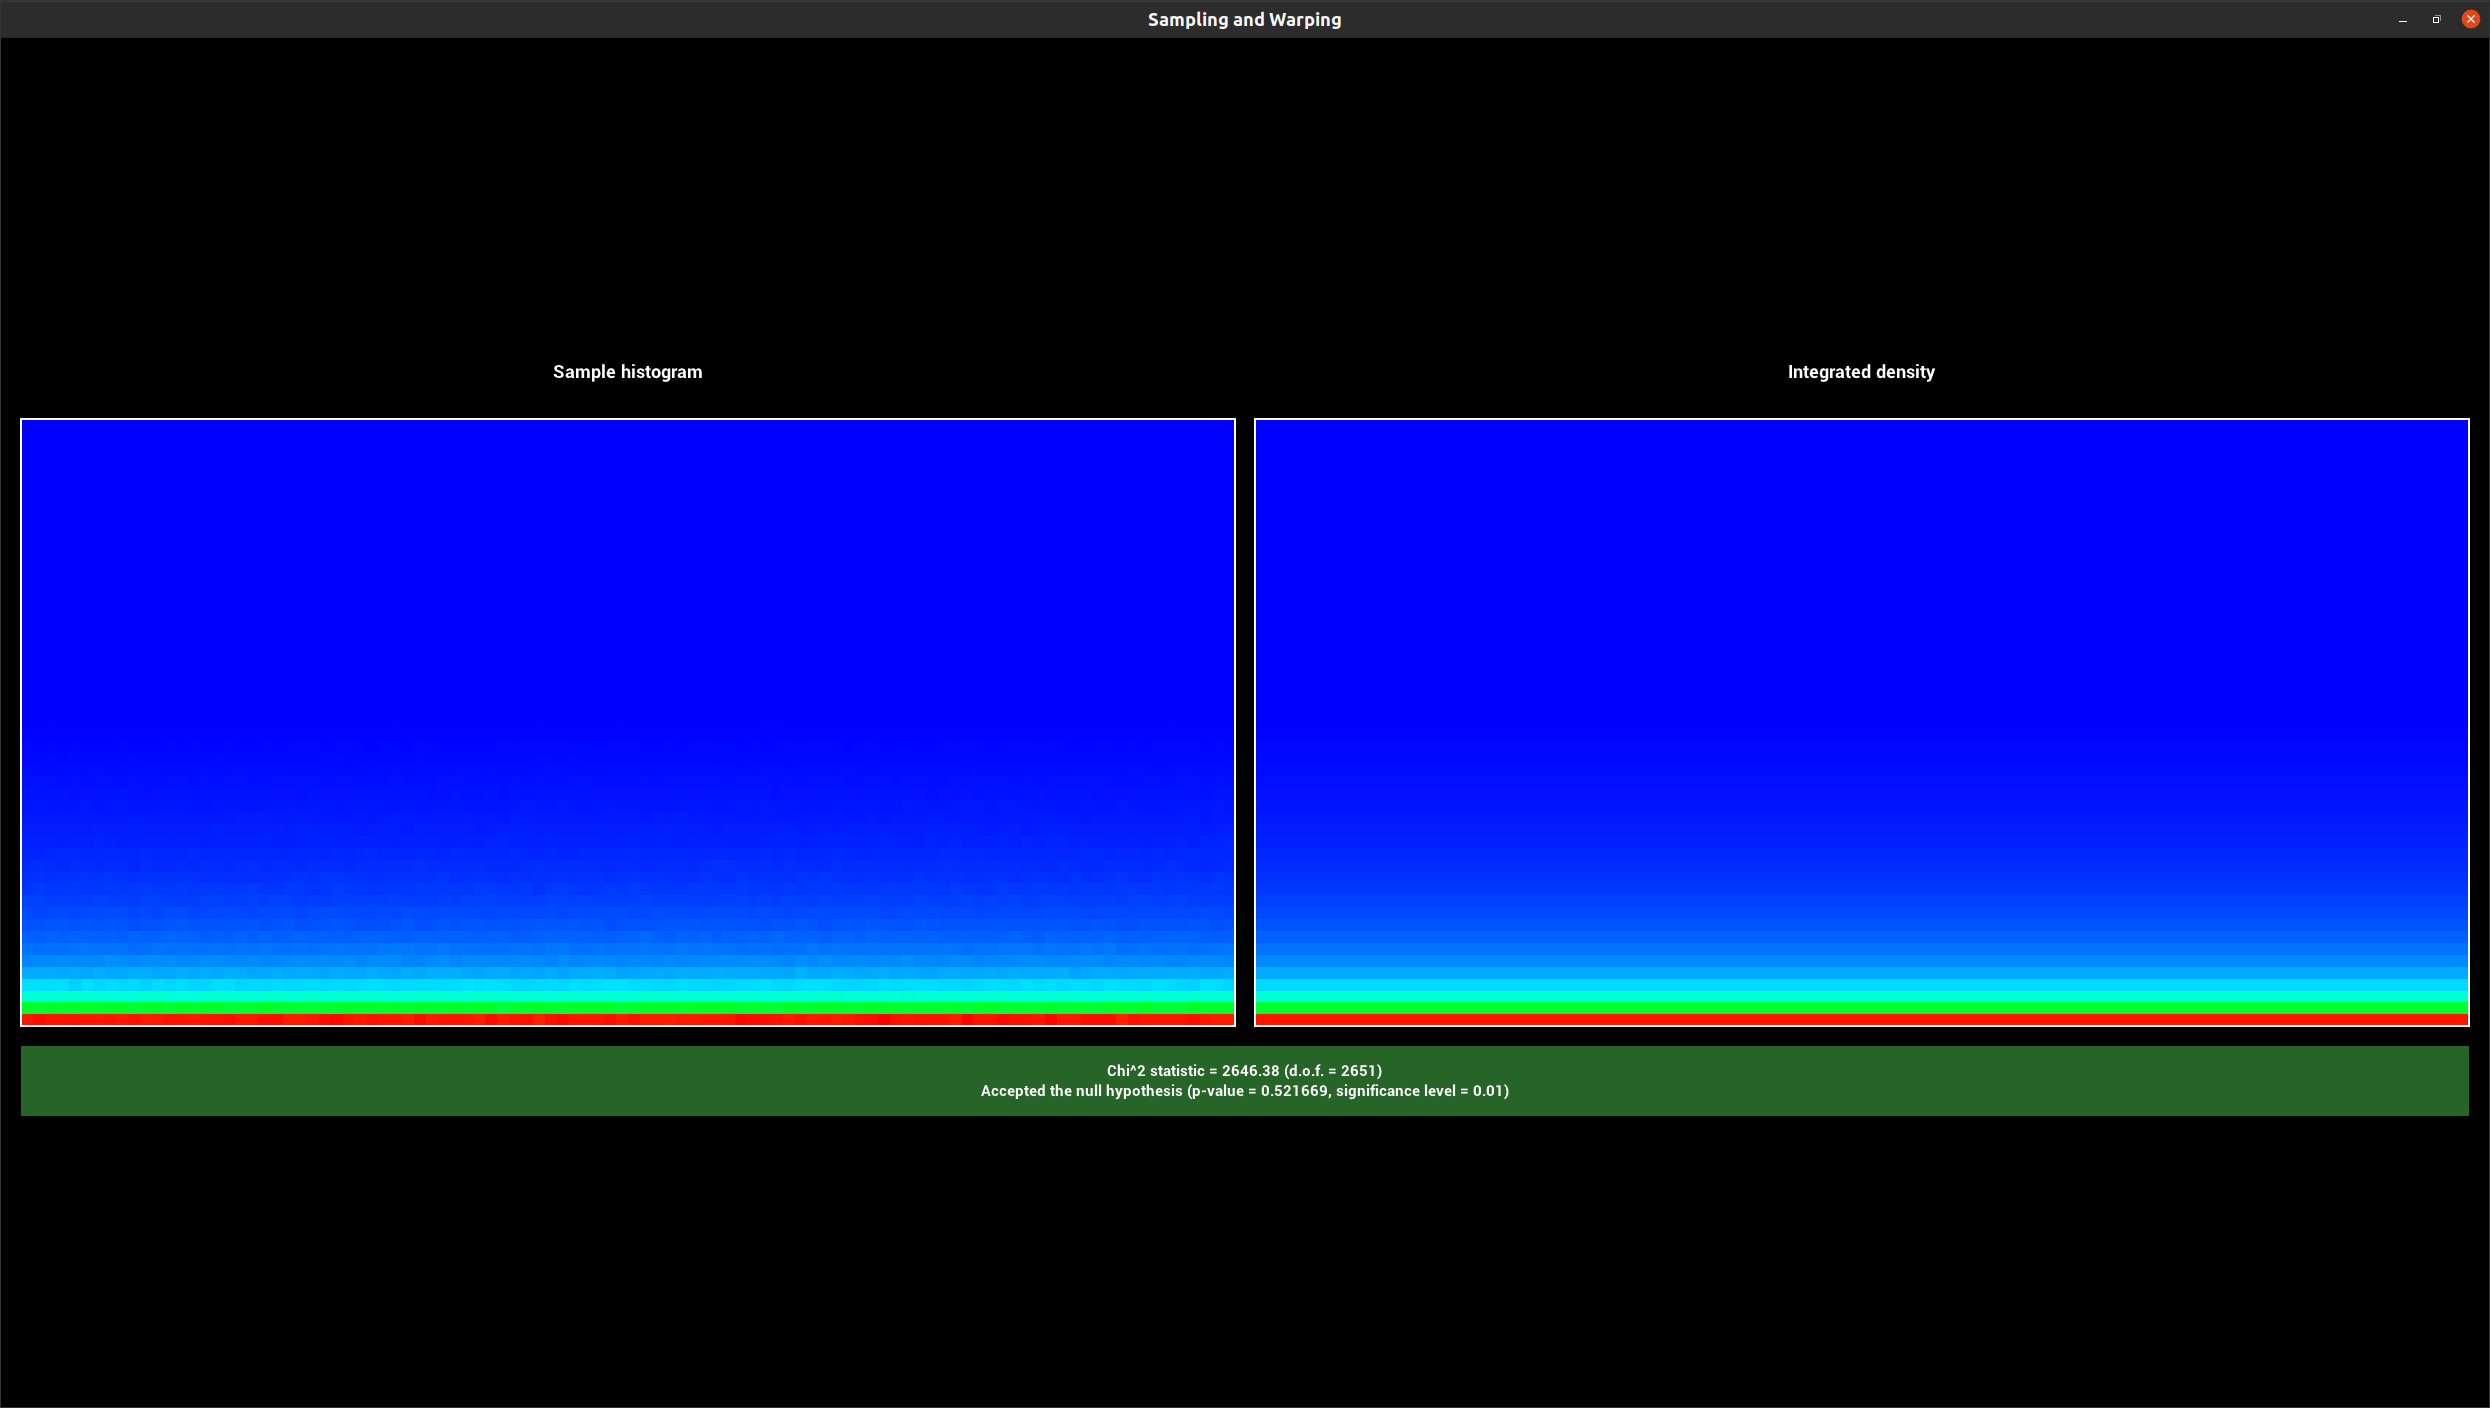 Sampling and Warping
Sample histogram
Integrated density
Chi^2 statistic = 2646.38 (d.o.f. = 2651)
Accepted the null hypothesis (p-value = 0.521669, significance level = 0.01)